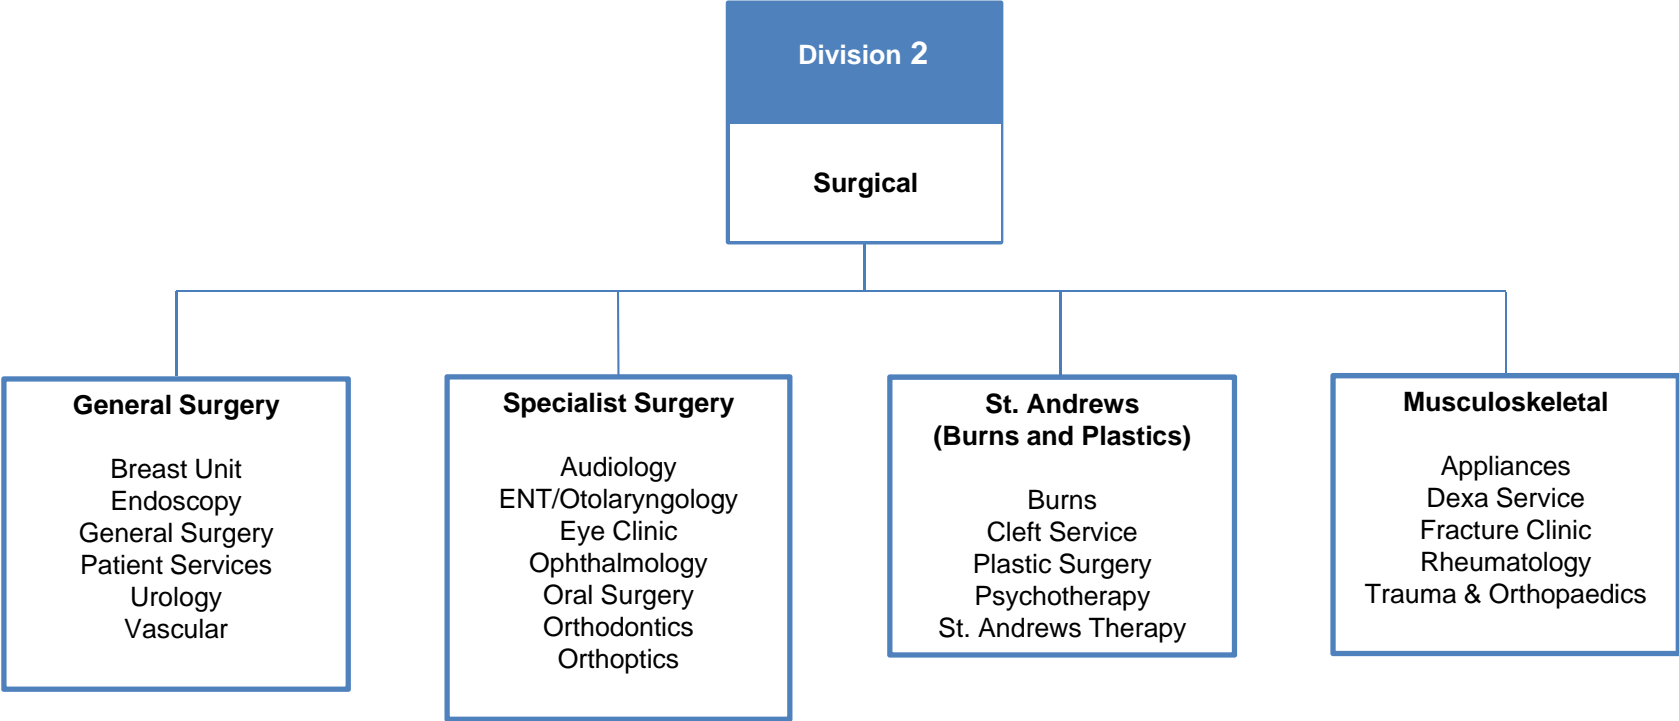 Division 2
Surgical
General Surgery
Breast Unit
Endoscopy
General Surgery
Patient Services
Urology
Vascular
Specialist Surgery
Audiology
ENT/Otolaryngology
Eye Clinic
Ophthalmology
Oral Surgery
Orthodontics
Orthoptics
St. Andrews
(Burns and Plastics)
Burns
Cleft Service
Plastic Surgery
Psychotherapy
St. Andrews Therapy
Musculoskeletal
Appliances
Dexa Service
Fracture Clinic
Rheumatology
Trauma & Orthopaedics